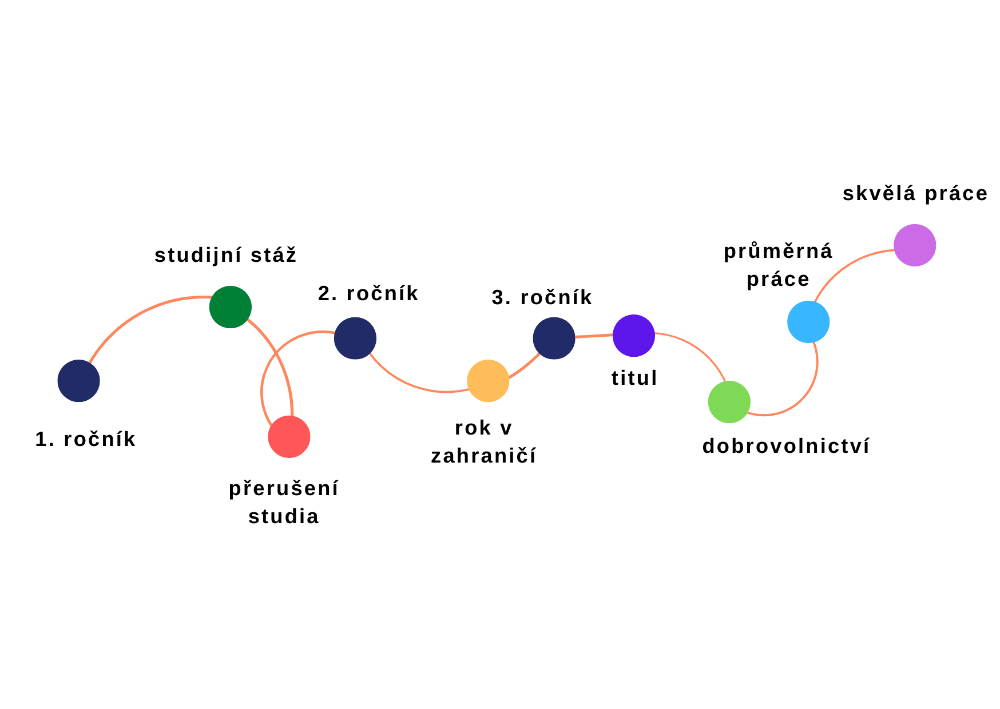 1. ročník
studijní stáž
přerušení
studia
2. ročník
rok v
zahraničí
3. ročník
titul
dobrovolnictví
průměrná
práce
skvělá práce